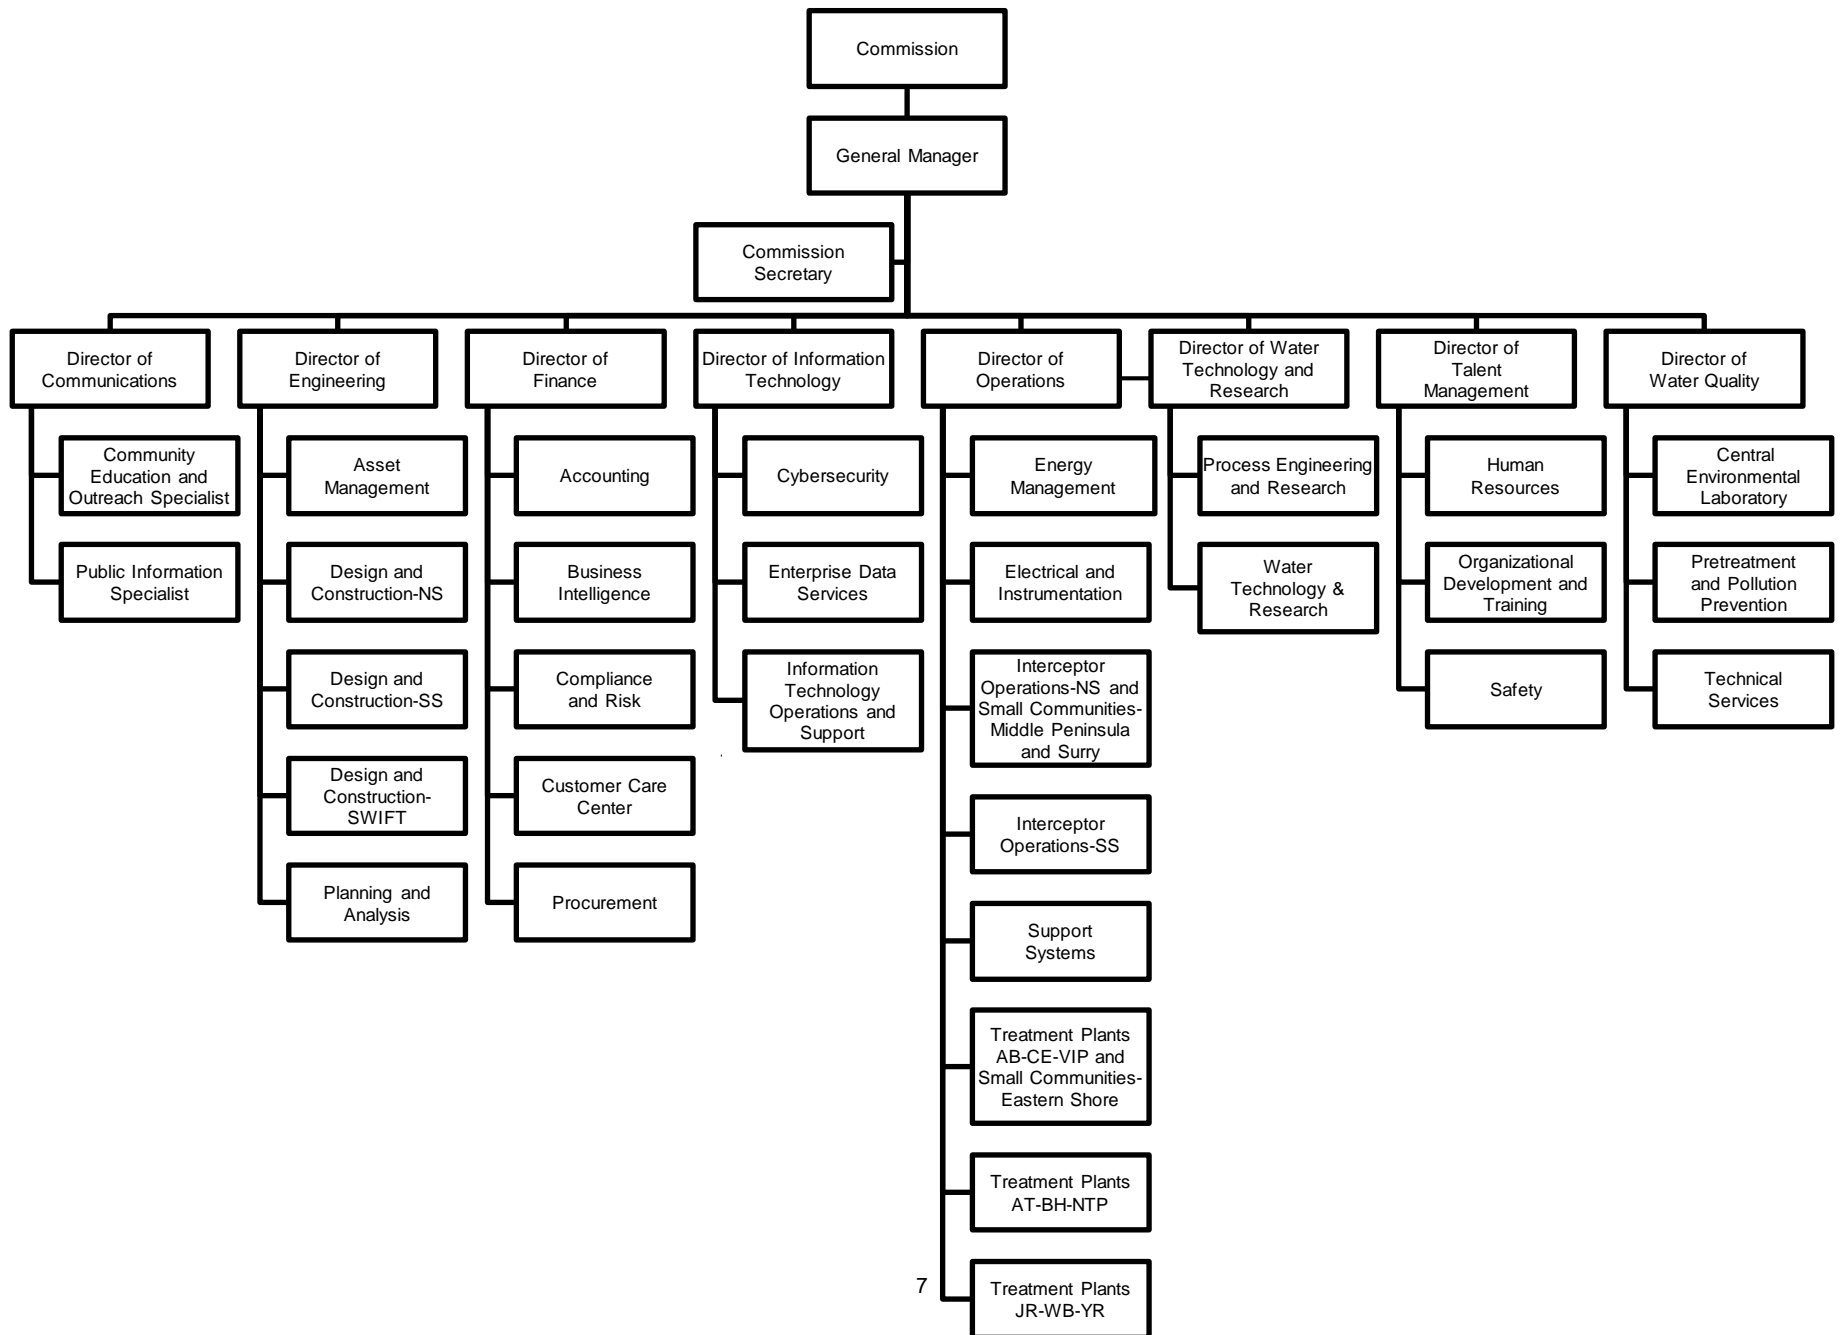 Commission
General Manager
Commission
Secretary
Director of
Communications
Director of
Engineering
Director of
Finance
Director of Information
Technology
Director of
Operations
Director of Water
Technology and
Research
Director of
Talent
Management
Director of
Water Quality
Community
Education and
Outreach Specialist
Public Information
Specialist
Asset
Management
Design and
Construction-NS
Design and
Construction-SS
Design and
Construction-
SWIFT
Planning and
Analysis
Accounting
Business
Intelligence
Compliance
and Risk
Customer Care
Center
Procurement
Cybersecurity
Enterprise Data
Services
Information
Technology
Operations and
Support
Energy
Management
Electrical and
Instrumentation
Interceptor
Operations-NS and
Small Communities-
Middle Peninsula
and Surry
Interceptor
Operations-SS
Support
Systems
Treatment Plants
AB-CE-VIP and
Small Communities-
Eastern Shore
Treatment Plants
AT-BH-NTP
Treatment Plants
JR-WB-YR
Process Engineering
and Research
Water
Technology &
Research
Human
Resources
Organizational
Development and
Training
Safety
Central
Environmental
Laboratory
Pretreatment
and Pollution
Prevention
Technical
Services
7